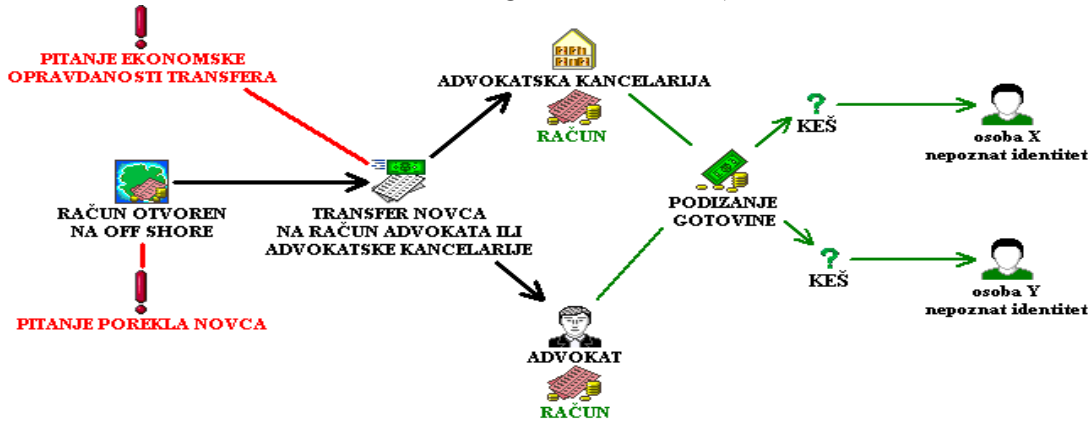 PITANJE EKONOMSKE
OPRAVDANOSTI TRANSFERA
ADVOKATSKA KANCELARIJA
RAČUN
?
KEŠ
osoba X
nepoznat identitet
RAČUN OTVOREN
NA OFF SHORE
TRANSFER NOVCA
NA RAČUN ADVOKATA ILI
ADVOKATSKE KANCELARIJE
PODIZANJE
GOTOVINE
?
KEŠ
osoba Y
nepoznat identitet
PITANJE POREKLA NOVCA
ADVOKAT
RAČUN